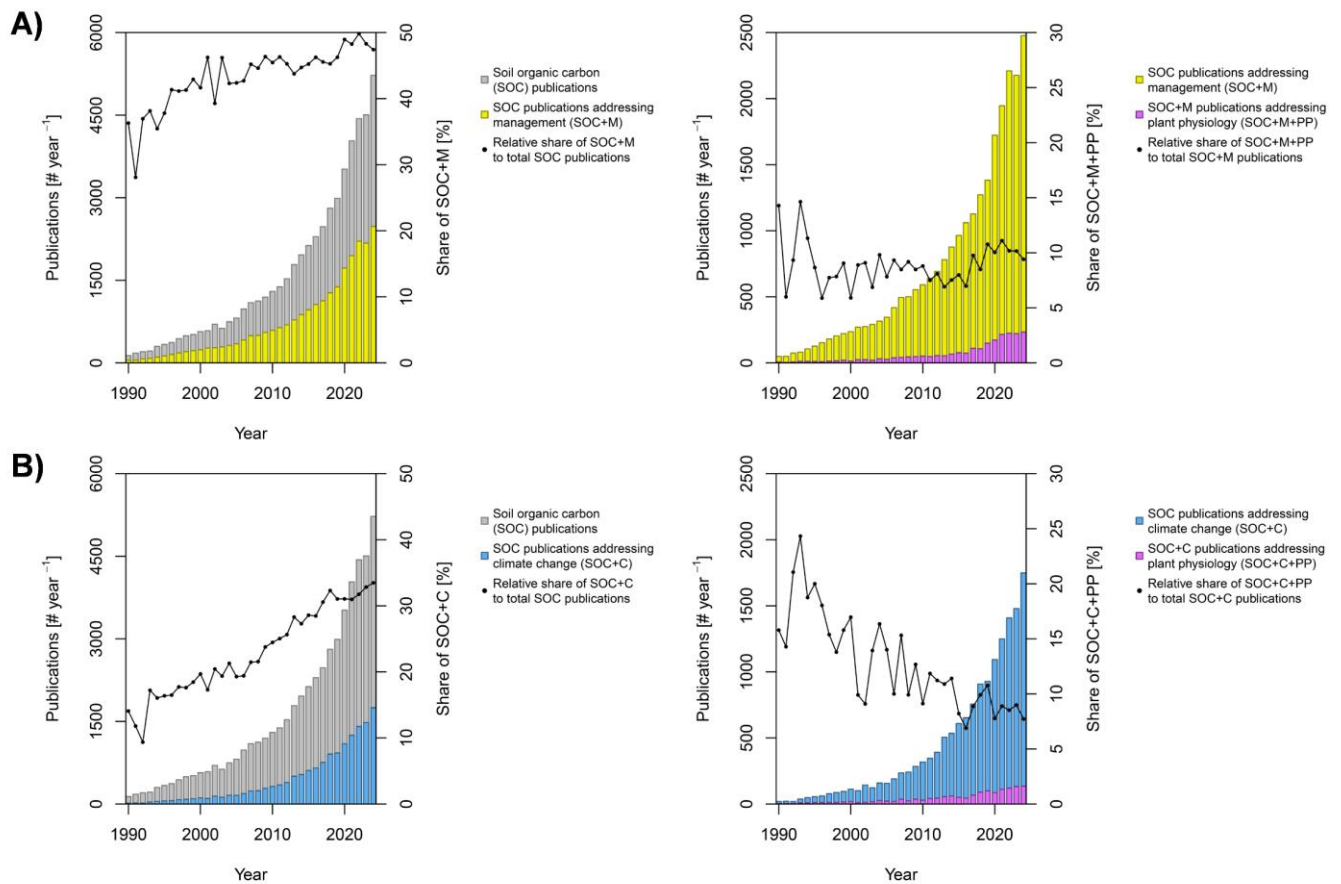 A)
6000
4500
3000
1500
0
Publications [# year −1]
50
40
30
20
10
0
Share of SOC+M [%]
1990
2000
2010
2020
Year
Soil organic carbon
(SOC) publications
SOC publications addressing
management (SOC+M)
Relative share of SOC+M
to total SOC publications
2500
2000
1500
1000
500
0
Publications [# year −1]
30
25
20
15
10
5
0
Share of SOC+M+PP [%]
1990
2000
2010
2020
Year
SOC publications addressing
management (SOC+M)
SOC+M publications addressing
plant physiology (SOC+M+PP)
Relative share of SOC+M+PP
to total SOC+M publications
B)
6000
4500
3000
1500
0
Publications [# year −1]
50
40
30
20
10
0
Share of SOC+C [%]
1990
2000
2010
2020
Year
Soil organic carbon
(SOC) publications
SOC publications addressing
climate change (SOC+C)
Relative share of SOC+C
to total SOC publications
2500
2000
1500
1000
500
0
Publications [# year −1]
30
25
20
15
10
5
0
Share of SOC+C+PP [%]
1990
2000
2010
2020
Year
SOC publications addressing
climate change (SOC+C)
SOC+C publications addressing
plant physiology (SOC+C+PP)
Relative share of SOC+C+PP
to total SOC+C publications